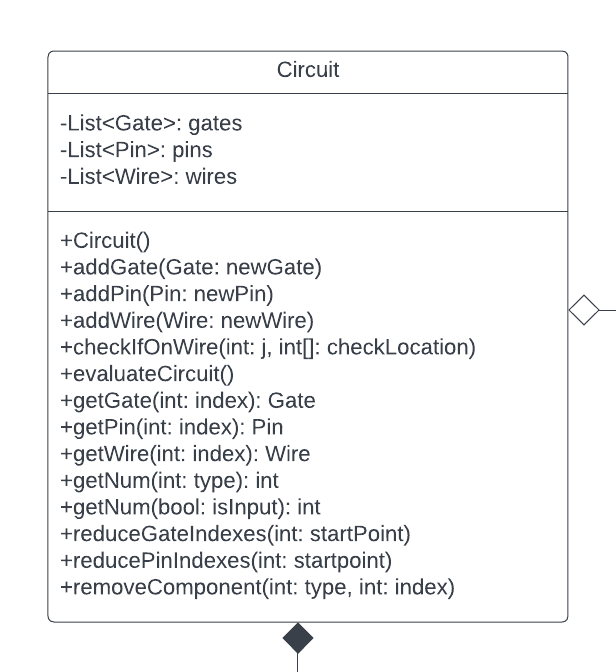 Circuit
-List<Gate>: gates
-List<Pin>: pins
-List<Wire>: wires
+Circuit()
+addGate(Gate: newGate)
+addPin(Pin: newPin)
+addWire(Wire: newWire)
+checkIfOnWire(int: j, int[]: checkLocation)
+evaluateCircuit()
+getGate(int: index): Gate
+getPin(int: index): Pin
+getWire(int: index): Wire
+getNum(int: type): int
+getNum(bool: isInput): int
+reduceGateIndexes(int: startPoint)
+reducePinIndexes(int: startpoint)
+removeComponent(int: type, int: index)